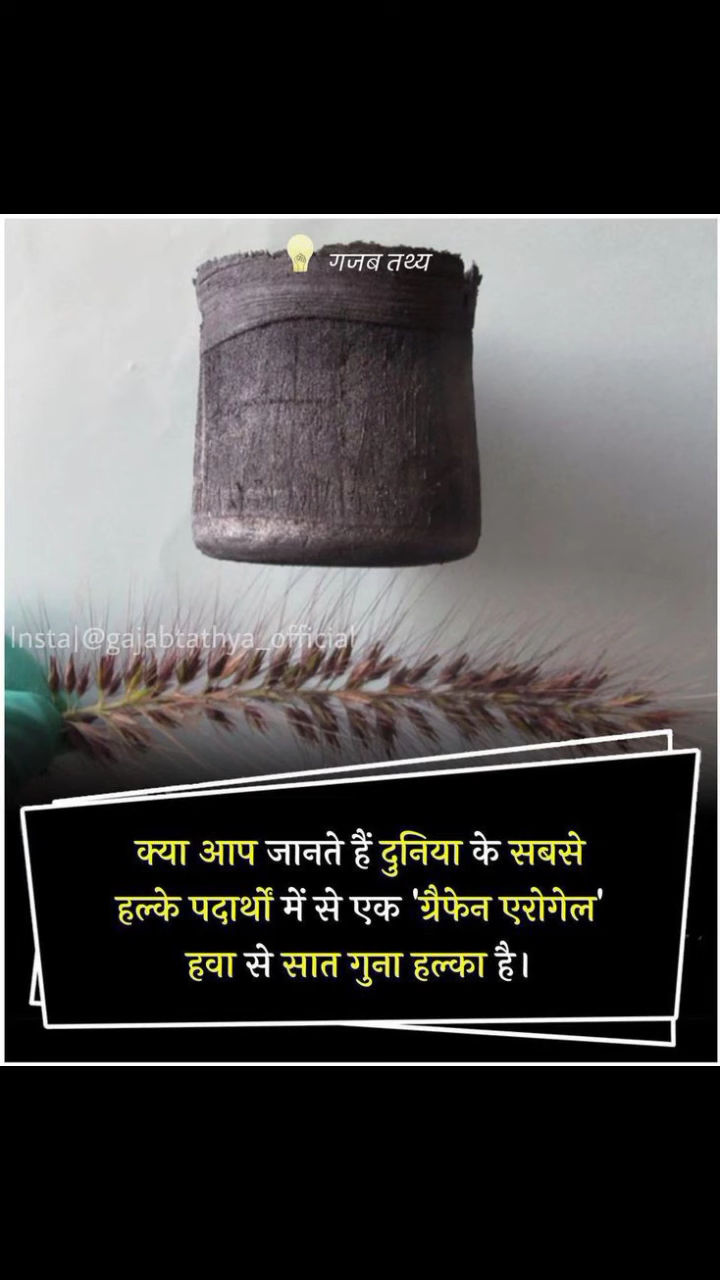 गजब तथ्य
Insta|@gajabtathya_official
क्या आप जानते हैं दुनिया के सबसे
हल्के पदार्थों में से एक 'ग्रैफेन एरोगेल'
हवा से सात गुना हल्का है।